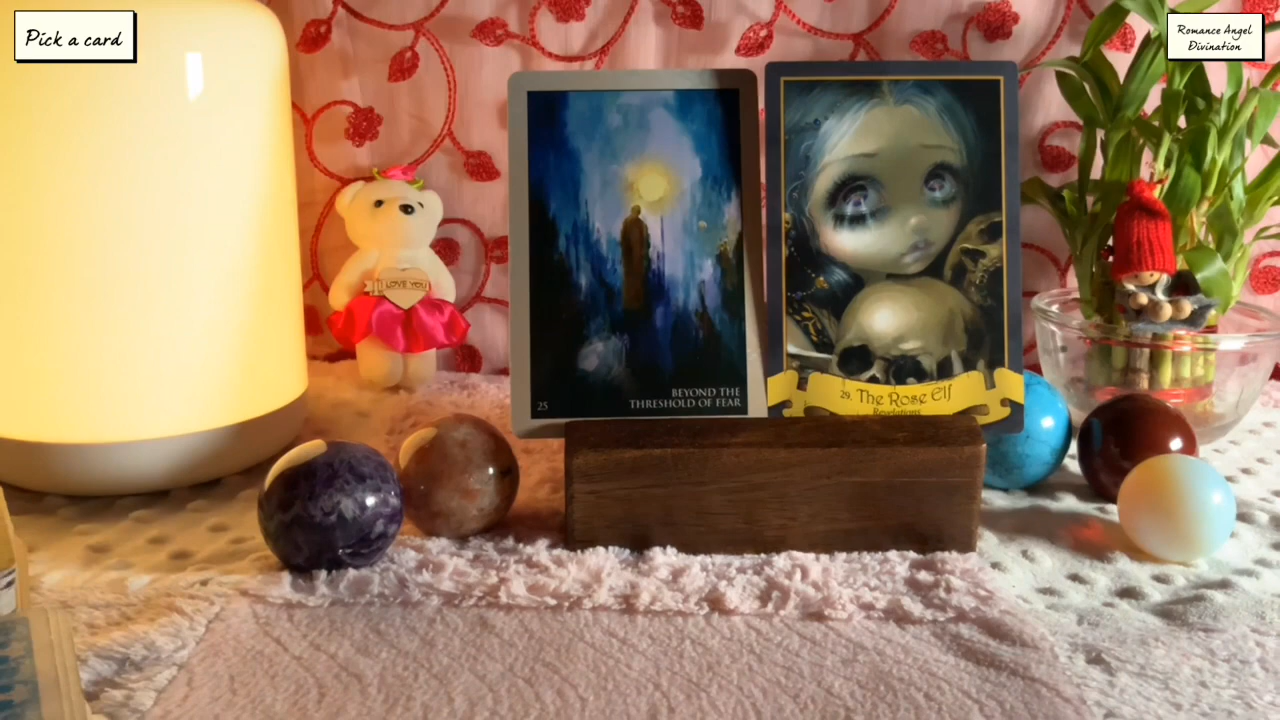 Pick a card
Romance Angel
Divination
I LOVE YOU
25
BEYOND THE
THRESHOLD OF FEAR
29. The Rose Elf
Revelations